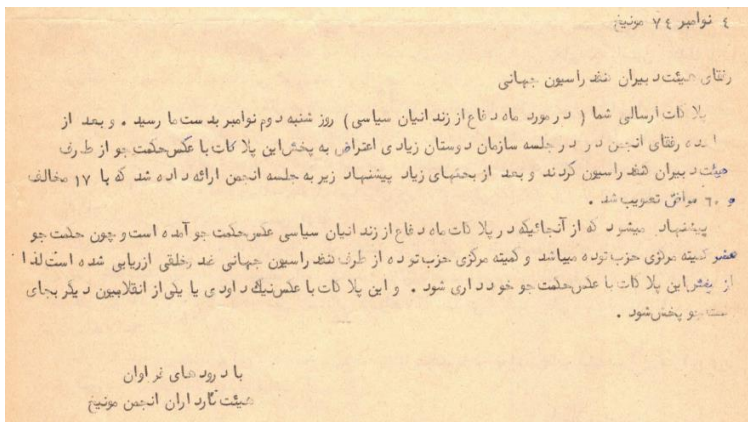 ٤ نوامبر ٧٤ مونیخ
رفقای هیئت دبیران کنفدراسیون جهانی
پلاکات ارسالی شما ( در مورد ماه دفاع از زندانیان سیاسی ) روز شنبه دوم نوامبر بدست ما رسید . و بعد از
عده رفقای انجمن در در جلسه سازمان دوستان زیادی اعتراض به پخش این پلاکات با عکس حکمت جو از طرف
هیئت دبیران کنفدراسیون کردند و بعد از بحثهای زیاد پیشنهاد زیر به جلسه انجمن ارائه داده شد که با ١٧ مخالف
و ٦٠ موافق تصویب شد .
پیشنهاد میشود که از آنجائیکه در پلاکات ماه دفاع از زندانیان سیاسی عکس حکمت جو آمده است و چون حکمت جو
عضو کمیته مرکزی حزب توده میباشد و کمیته مرکزی حزب توده از طرف کنفدراسیون جهانی ضد خلقی ارزیابی شده است لذا
از پخش این پلاکات با عکس حکمت جو خودداری شود . و این پلاکات با عکس نیک داودی یا یکی از انقلابیون دیگر بجای
حکمت جو پخش شود .
با درودهای فراوان
هیئت کارداران انجمن مونیخ